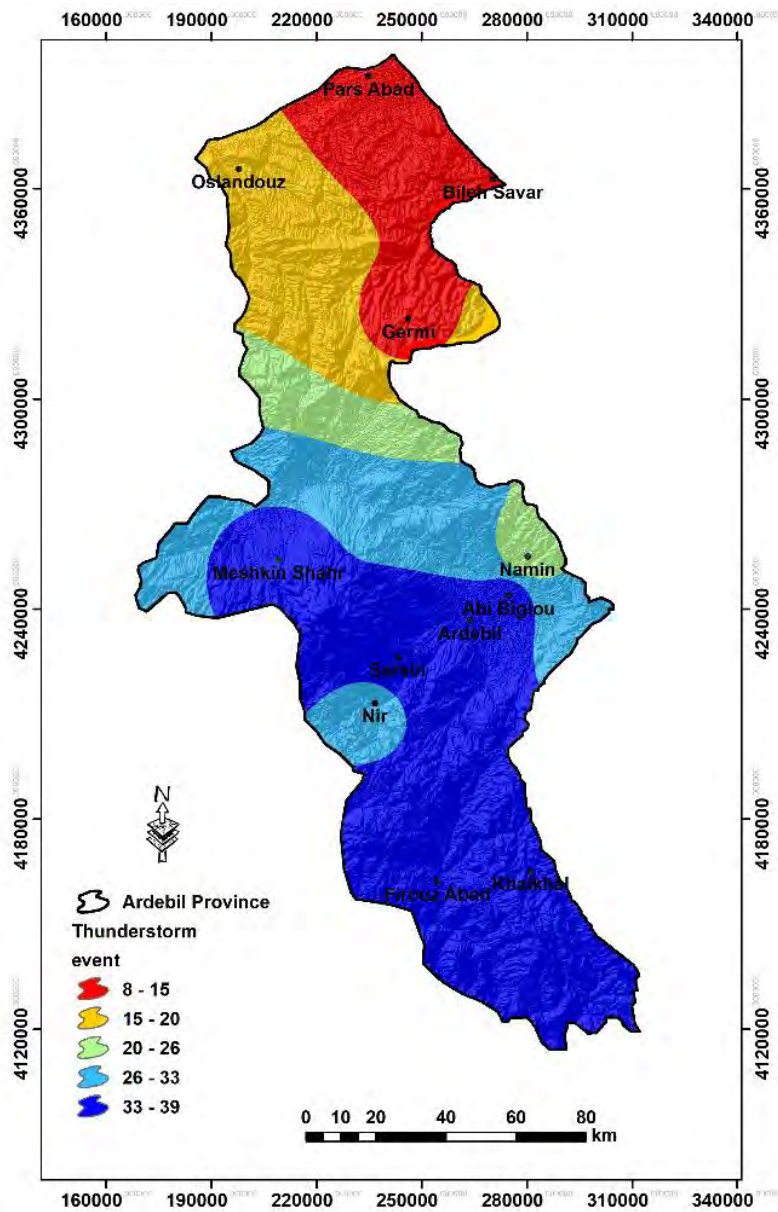 160000 190000 220000 250000 280000 310000 340000
Pars Abad
Oslandouz
Bileh Savar
4360000
4360000
Germi
4300000
4300000
Meshkin Shahr
Namin
Abi Biglou
4240000
4240000
Ardebil
Sarein
Nir
N
4180000
4180000
Khalkhal
Firouz Abad
Ardebil Province
Thunderstorm
event
8 - 15
15 - 20
20 - 26
26 - 33
33 - 39
4120000
4120000
0 10 20 40 60 80
km
160000 190000 220000 250000 280000 310000 340000